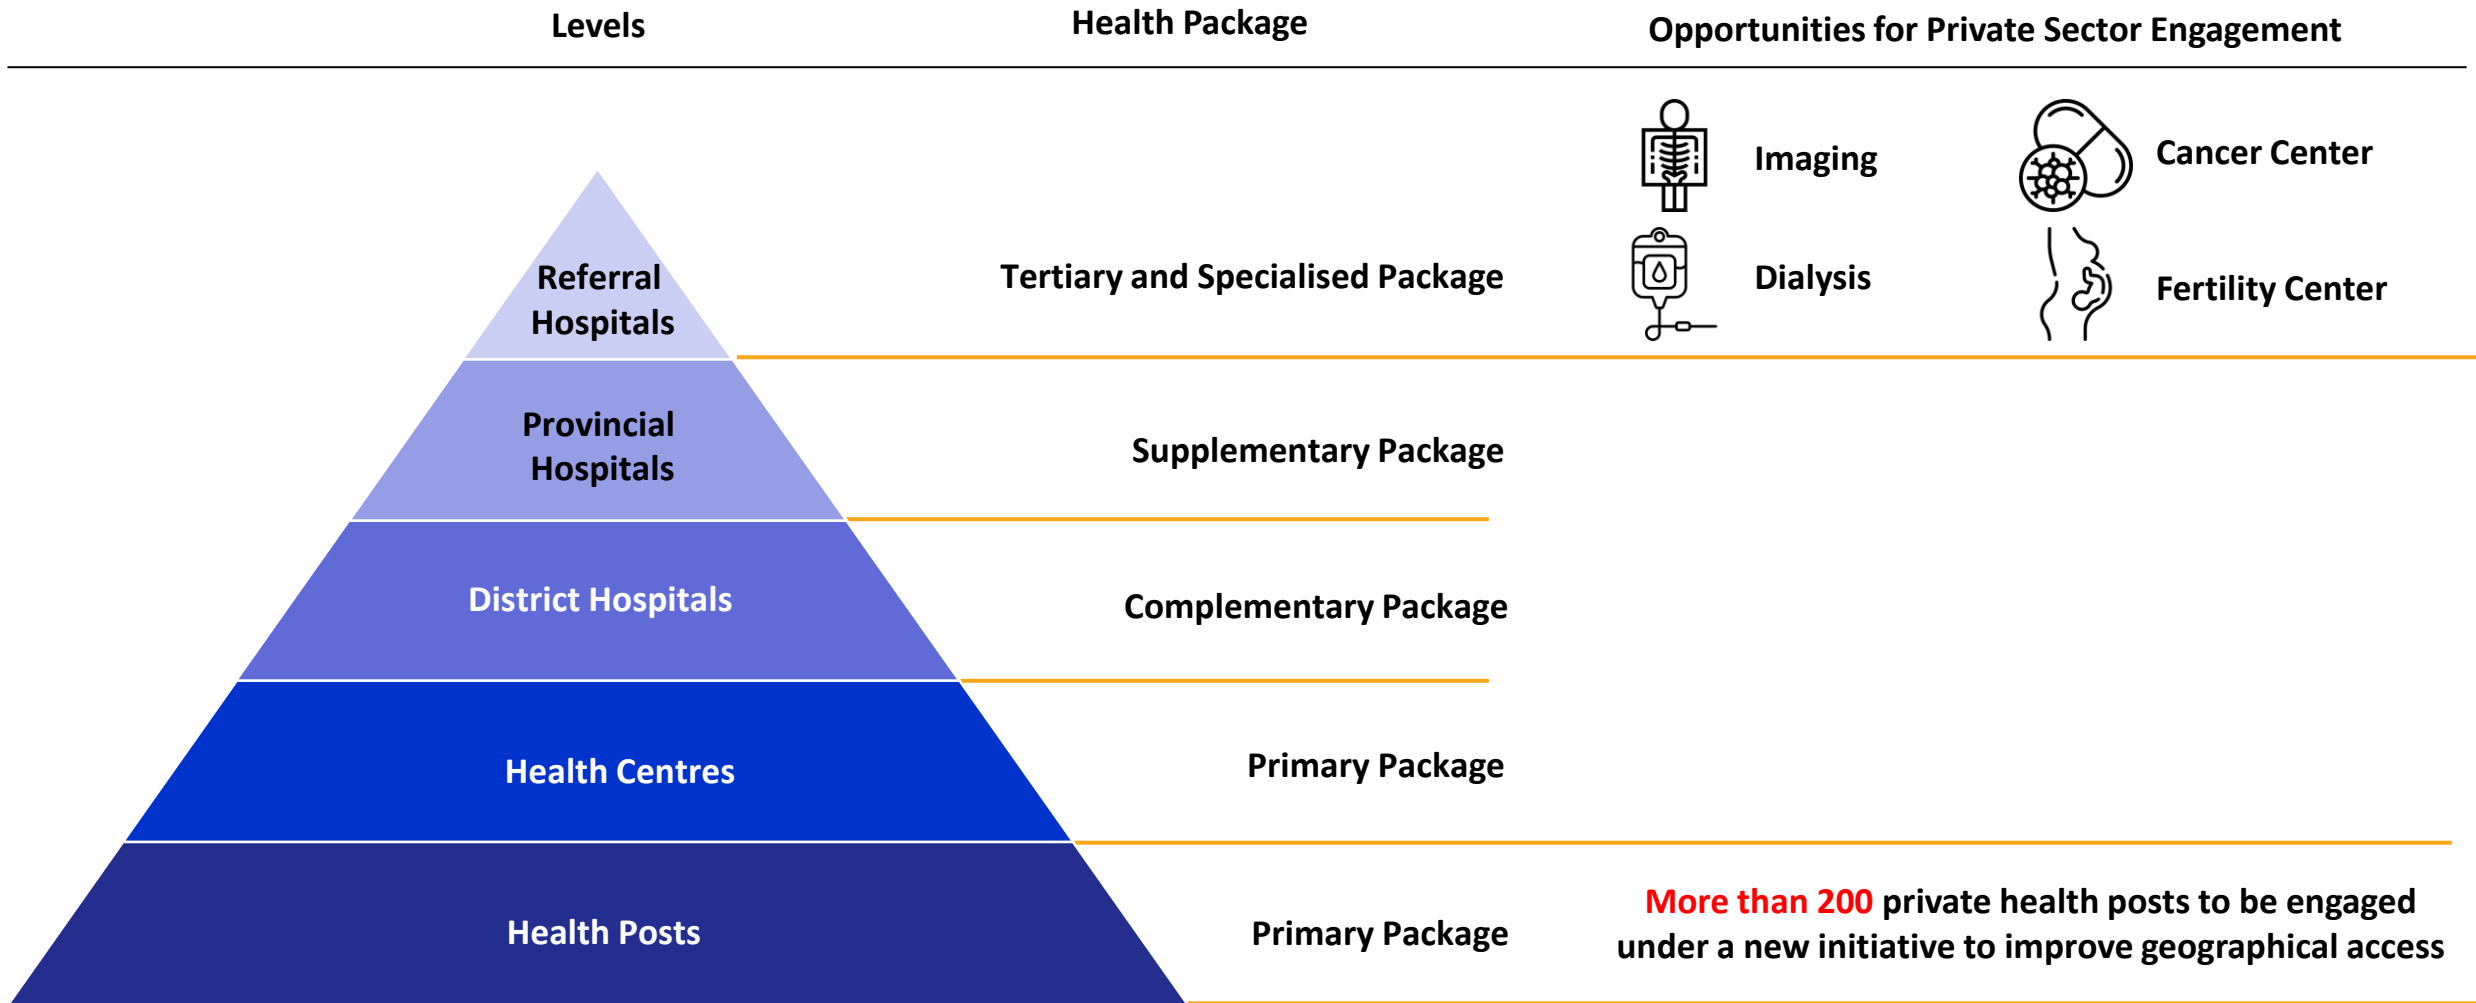 Levels
Health Package
Opportunities for Private Sector Engagement
Referral
Hospitals
Tertiary and Specialised Package
Imaging
Cancer Center
Dialysis
Fertility Center
Provincial
Hospitals
Supplementary Package
District Hospitals
Complementary Package
Health Centres
Primary Package
Health Posts
Primary Package
More than 200 private health posts to be engaged
under a new initiative to improve geographical access